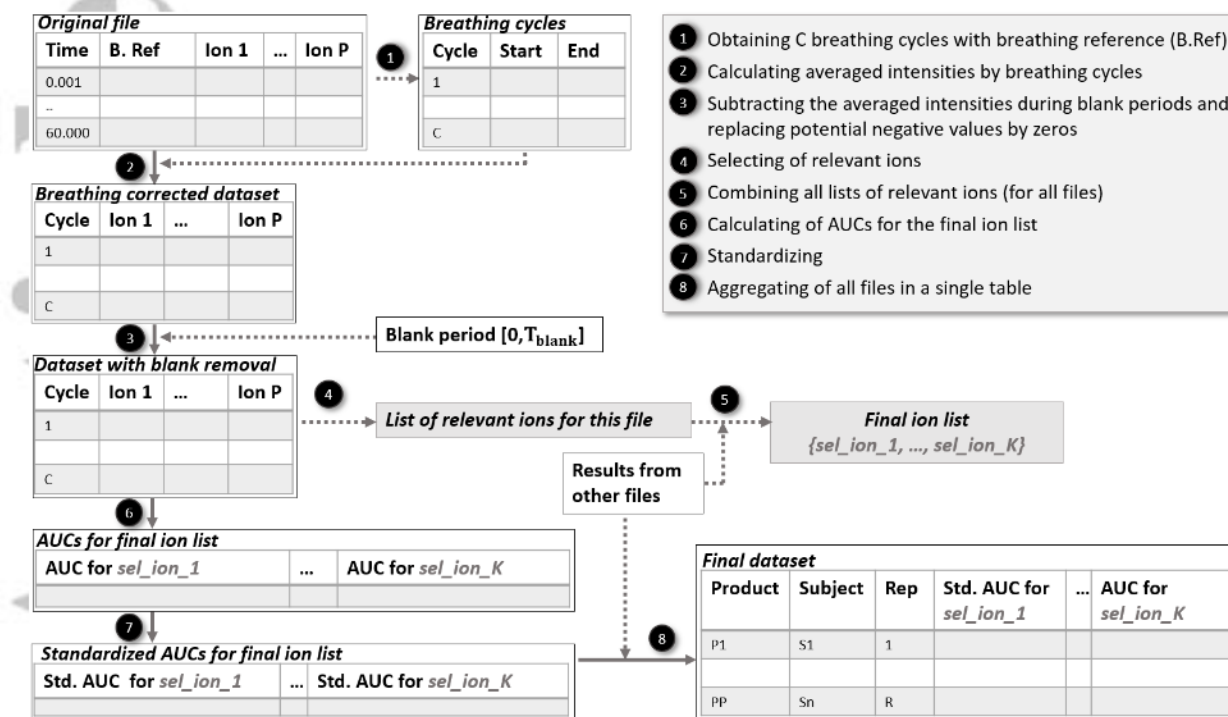 Original file
Time B. Ref Ion 1 ... Ion P
0.001
..
60.000
1
Breathing cycles
Cycle Start End
1
C
2
Breathing corrected dataset
Cycle Ion 1 ... Ion P
1
C
3
Blank period [0,T_blank]
Dataset with blank removal
Cycle Ion 1 ... Ion P
1
C
4
List of relevant ions for this file
5
Final ion list
{sel_ion_1, ..., sel_ion_K}
Results from
other files
6
AUCs for final ion list
AUC for sel_ion_1 ... AUC for sel_ion_K
7
Standardized AUCs for final ion list
Std. AUC for sel_ion_1 ... Std. AUC for sel_ion_K
8
Final dataset
Product Subject Rep Std. AUC for ... AUC for
sel_ion_1 sel_ion_K
P1 S1 1
PP Sn R
1 Obtaining C breathing cycles with breathing reference (B.Ref)
2 Calculating averaged intensities by breathing cycles
3 Subtracting the averaged intensities during blank periods and
replacing potential negative values by zeros
4 Selecting of relevant ions
5 Combining all lists of relevant ions (for all files)
6 Calculating of AUCs for the final ion list
7 Standardizing
8 Aggregating of all files in a single table